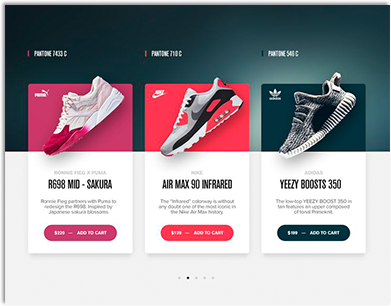 PANTONE 7433 C
PANTONE 710 C
PANTONE 546 C
PUMA
NIKE
adidas
RONNIE FIEG X PUMA
R698 MID - SAKURA
Ronnie Fieg partners with Puma to
redesign the R698. Inspired by
Japanese sakura blossoms
$220 — ADD TO CART
NIKE
AIR MAX 90 INFRARED
The "Infrared" colorway is without
any doubt one of the most iconic in
the Nike Air Max history.
$139 — ADD TO CART
ADIDAS
YEEZY BOOSTS 350
The low-top YEEZY BOOST 350 in
tan features an upper composed
of tonal Primeknit.
$199 — ADD TO CART